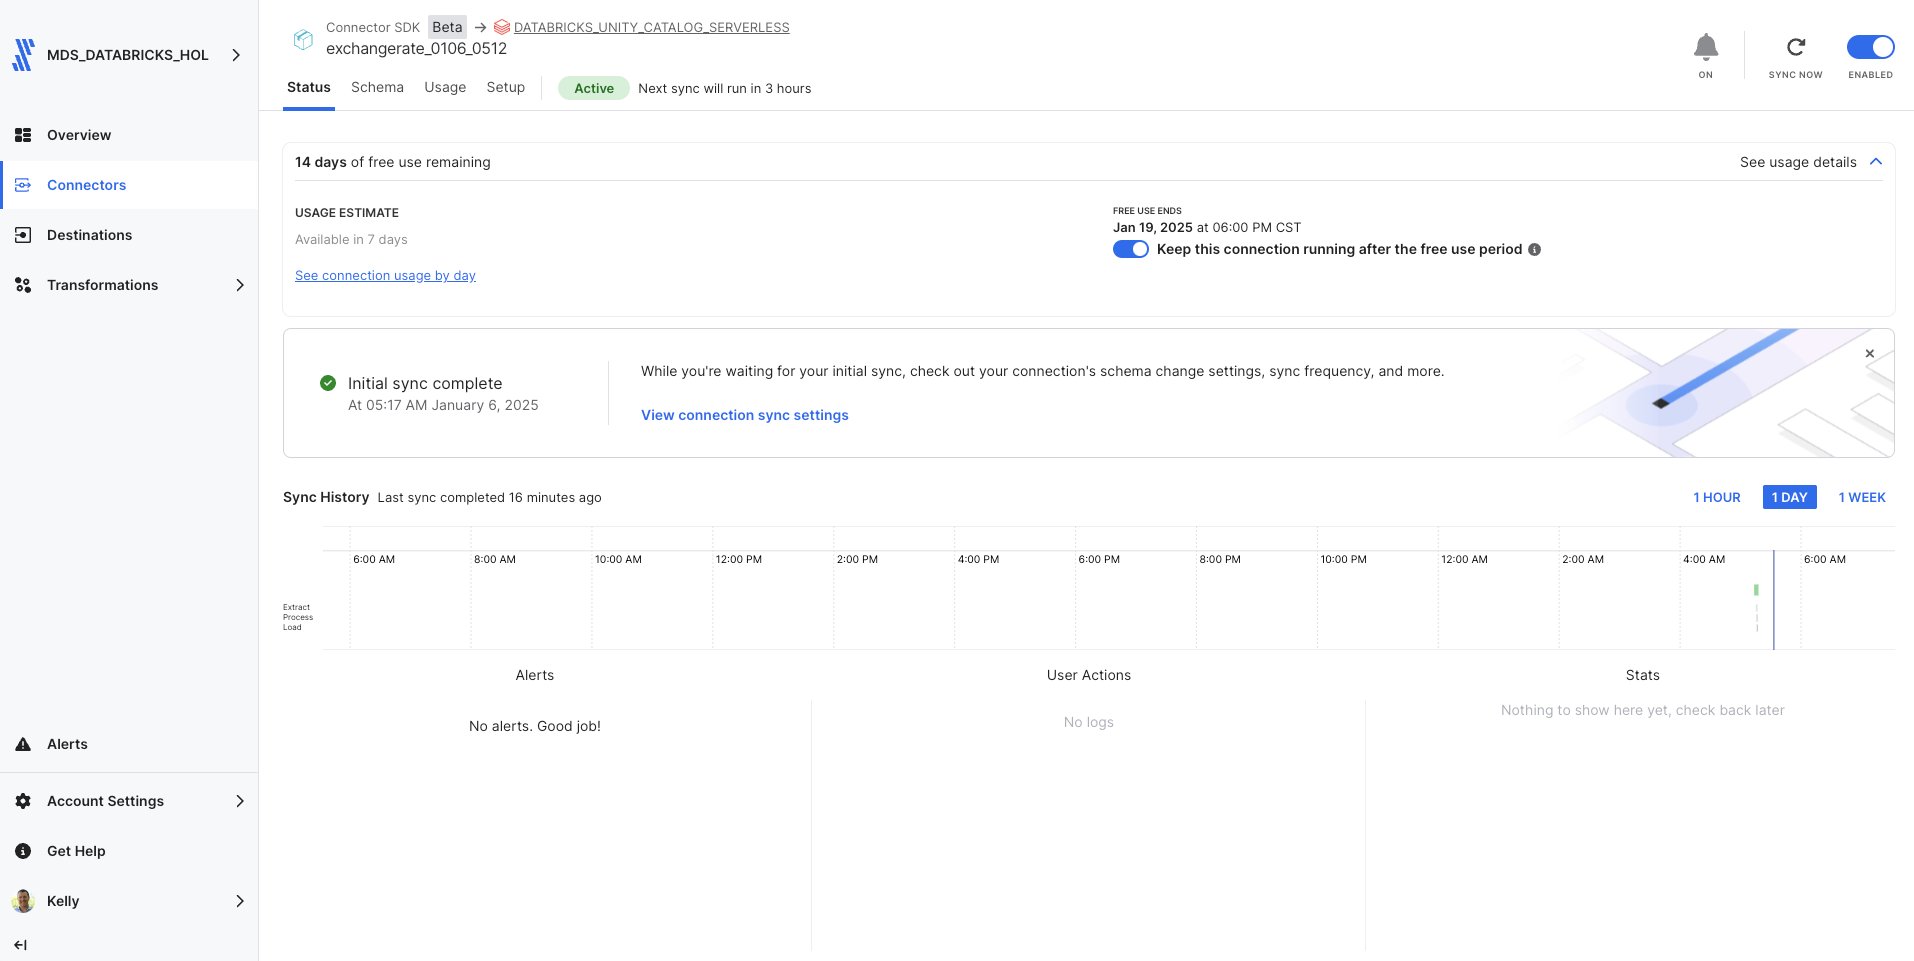 MDS_DATABRICKS_HOL
Overview
Connectors
Destinations
Transformations
Alerts
Account Settings
Get Help
Kelly
Connector SDK Beta → DATABRICKS_UNITY_CATALOG_SERVERLESS
exchangerate_0106_0512
ON
SYNC NOW
ENABLED
Status Schema Usage Setup Active Next sync will run in 3 hours
14 days of free use remaining
See usage details
USAGE ESTIMATE
Available in 7 days
See connection usage by day
FREE USE ENDS
Jan 19, 2025 at 06:00 PM CST
Keep this connection running after the free use period
Initial sync complete
At 05:17 AM January 6, 2025
While you're waiting for your initial sync, check out your connection's schema change settings, sync frequency, and more.
View connection sync settings
Sync History Last sync completed 16 minutes ago
1 HOUR 1 DAY 1 WEEK
6:00 AM 8:00 AM 10:00 AM 12:00 PM 2:00 PM 4:00 PM 6:00 PM 8:00 PM 10:00 PM 12:00 AM 2:00 AM 4:00 AM 6:00 AM
Extract
Process
Load
Alerts
No alerts. Good job!
User Actions
No logs
Stats
Nothing to show here yet, check back later